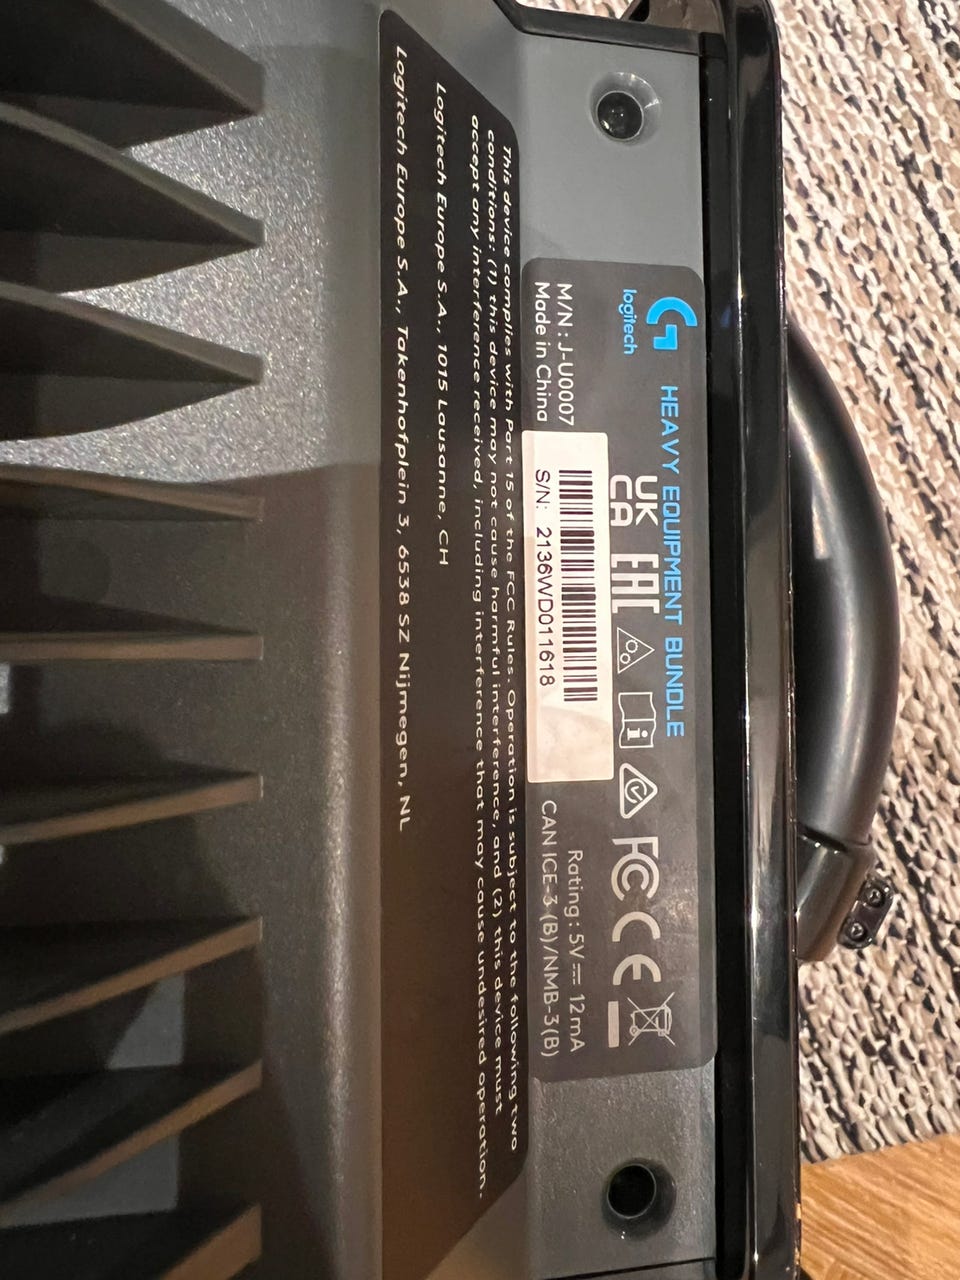 logitech
HEAVY EQUIPMENT BUNDLE
UK
CA
EAC
FC CE
M/N : J-U0007
Made in China
S/N: 2136WD011618
Rating : 5V ⎓ 12mA
CAN ICE-3 (B)/NMB-3(B)
This device complies with Part 15 of the FCC Rules. Operation is subject to the following two
conditions: (1) this device may not cause harmful interference, and (2) this device must
accept any interference received, including interference that may cause undesired operation.
Logitech Europe S.A., 1015 Lausanne, CH
Logitech Europe S.A., Takenhofplein 3, 6538 SZ Nijmegen, NL